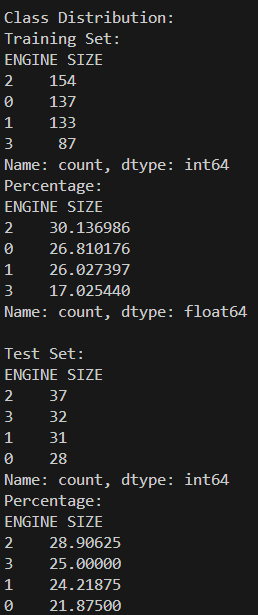 Class Distribution:
Training Set:
ENGINE SIZE
2    154
0    137
1    133
3     87
Name: count, dtype: int64
Percentage:
ENGINE SIZE
2    30.136986
0    26.810176
1    26.027397
3    17.025440
Name: count, dtype: float64

Test Set:
ENGINE SIZE
2    37
3    32
1    31
0    28
Name: count, dtype: int64
Percentage:
ENGINE SIZE
2    28.90625
3    25.00000
1    24.21875
0    21.87500